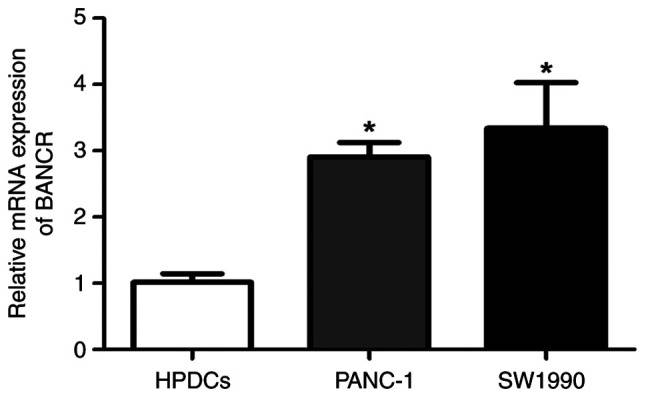 Relative mRNA expression
of BANCR
5
4
3
2
1
0
*
*
HPDCs
PANC-1
SW1990